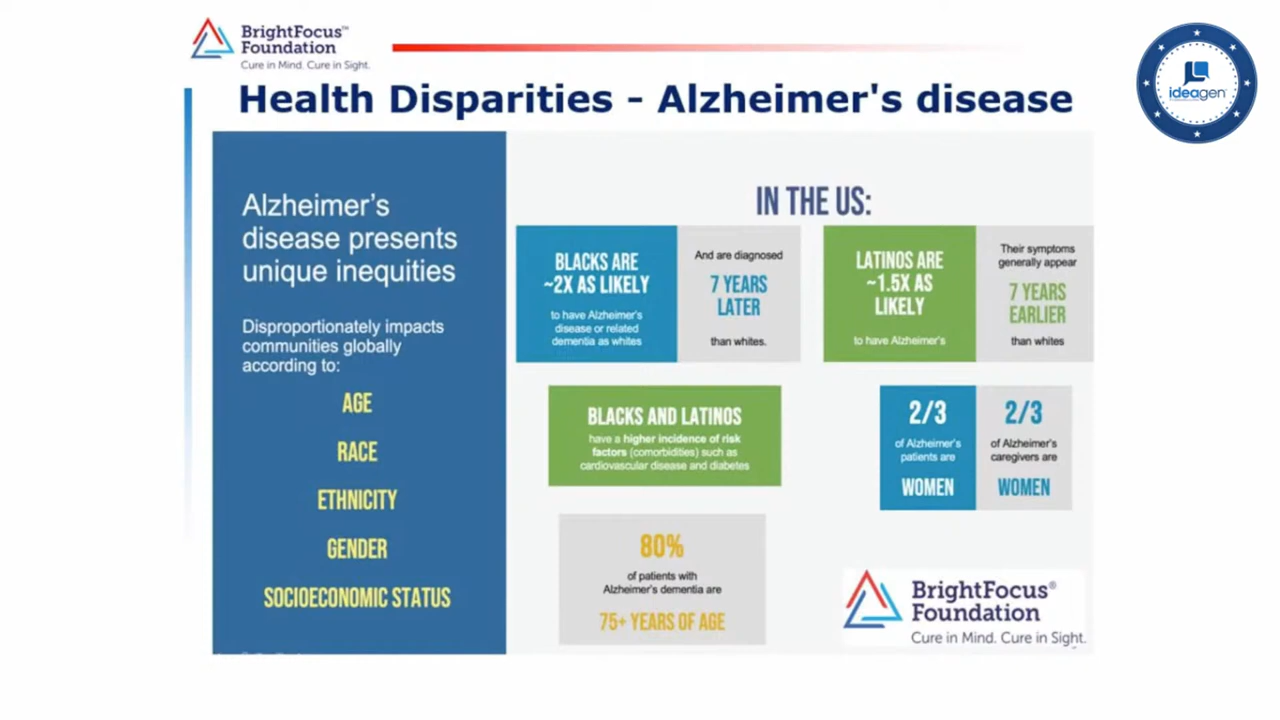 BrightFocus™
Foundation
Cure in Mind. Cure in Sight.
ideagen
Health Disparities - Alzheimer's disease
Alzheimer's
disease presents
unique inequities
Disproportionately impacts
communities globally
according to:
AGE
RACE
ETHNICITY
GENDER
SOCIOECONOMIC STATUS
IN THE US:
BLACKS ARE
~2X AS LIKELY
to have Alzheimer's
disease or related
dementia as whites
And are diagnosed
7 YEARS
LATER
than whites.
LATINOS ARE
~1.5X AS
LIKELY
to have Alzheimer's
Their symptoms
generally appear
7 YEARS
EARLIER
than whites
BLACKS AND LATINOS
have a higher incidence of risk
factors (comorbidities) such as
cardiovascular disease and diabetes
2/3
of Alzheimer's
patients are
WOMEN
2/3
of Alzheimer's
caregivers are
WOMEN
80%
of patients with
Alzheimer's dementia are
75+ YEARS OF AGE
BrightFocus®
Foundation
Cure in Mind. Cure in Sight.